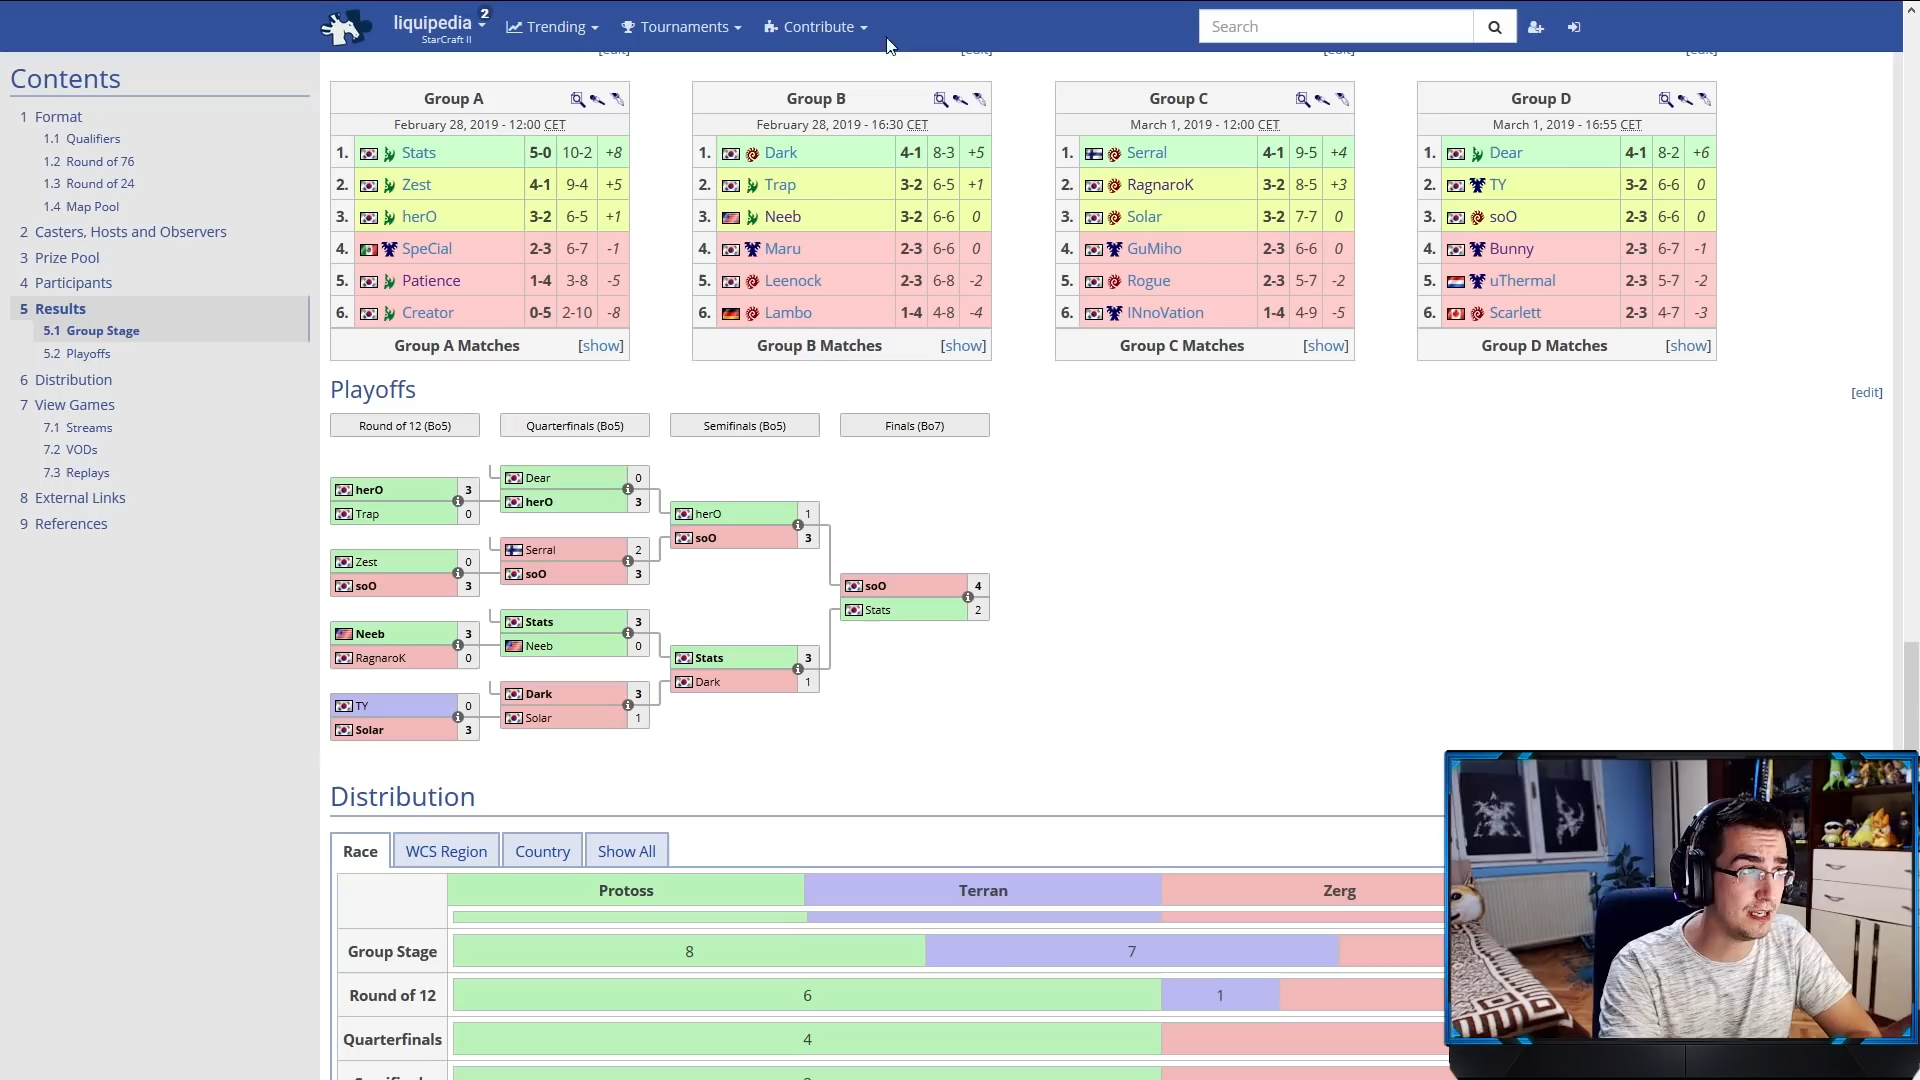 liquipedia 2
StarCraft II
Trending
Tournaments
Contribute
Search
Contents
1 Format
1.1 Qualifiers
1.2 Round of 76
1.3 Round of 24
1.4 Map Pool
2 Casters, Hosts and Observers
3 Prize Pool
4 Participants
5 Results
5.1 Group Stage
5.2 Playoffs
6 Distribution
7 View Games
7.1 Streams
7.2 VODs
7.3 Replays
8 External Links
9 References
[edit] [edit] [edit] [edit]
Group A
February 28, 2019 - 12:00 CET
1. Stats 5-0 10-2 +8
2. Zest 4-1 9-4 +5
3. herO 3-2 6-5 +1
4. SpeCial 2-3 6-7 -1
5. Patience 1-4 3-8 -5
6. Creator 0-5 2-10 -8
Group A Matches [show]
Group B
February 28, 2019 - 16:30 CET
1. Dark 4-1 8-3 +5
2. Trap 3-2 6-5 +1
3. Neeb 3-2 6-6 0
4. Maru 2-3 6-6 0
5. Leenock 2-3 6-8 -2
6. Lambo 1-4 4-8 -4
Group B Matches [show]
Group C
March 1, 2019 - 12:00 CET
1. Serral 4-1 9-5 +4
2. RagnaroK 3-2 8-5 +3
3. Solar 3-2 7-7 0
4. GuMiho 2-3 6-6 0
5. Rogue 2-3 5-7 -2
6. INnoVation 1-4 4-9 -5
Group C Matches [show]
Group D
March 1, 2019 - 16:55 CET
1. Dear 4-1 8-2 +6
2. TY 3-2 6-6 0
3. soO 2-3 6-6 0
4. Bunny 2-3 6-7 -1
5. uThermal 2-3 5-7 -2
6. Scarlett 2-3 4-7 -3
Group D Matches [show]
Playoffs
[edit]
Round of 12 (Bo5)
herO 3
Trap 0
Zest 0
soO 3
Neeb 3
RagnaroK 0
TY 0
Solar 3
Quarterfinals (Bo5)
Dear 0
herO 3
Serral 2
soO 3
Stats 3
Neeb 0
Dark 3
Solar 1
Semifinals (Bo5)
herO 1
soO 3
Stats 3
Dark 1
Finals (Bo7)
soO 4
Stats 2
Distribution
Race WCS Region Country Show All
Protoss Terran Zerg
Group Stage 8 7
Round of 12 6 1
Quarterfinals 4